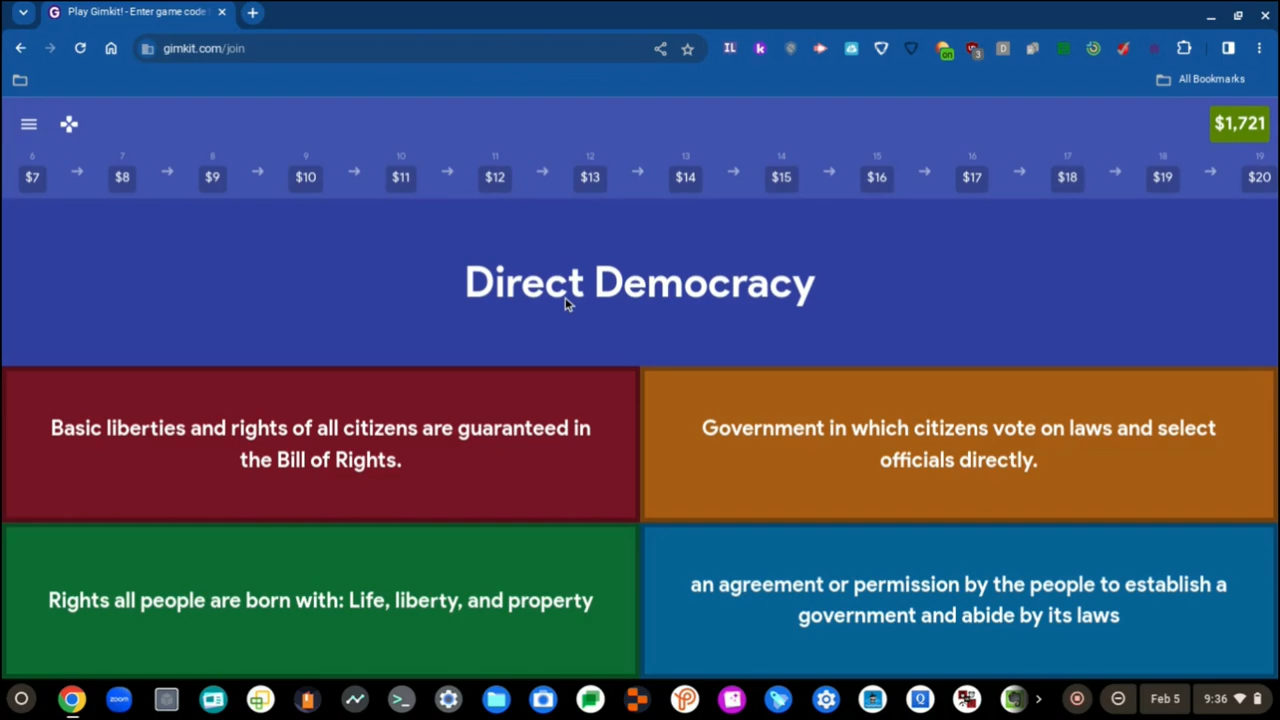 Play Gimkit! - Enter game code
gimkit.com/join
All Bookmarks
$1,721
6 7 8 9 10 11 12 13 14 15 16 17 18 19
$7 → $8 → $9 → $10 → $11 → $12 → $13 → $14 → $15 → $16 → $17 → $18 → $19 → $20
Direct Democracy
Basic liberties and rights of all citizens are guaranteed in
the Bill of Rights.
Government in which citizens vote on laws and select
officials directly.
Rights all people are born with: Life, liberty, and property
an agreement or permission by the people to establish a
government and abide by its laws
zoom
Feb 5
9:36